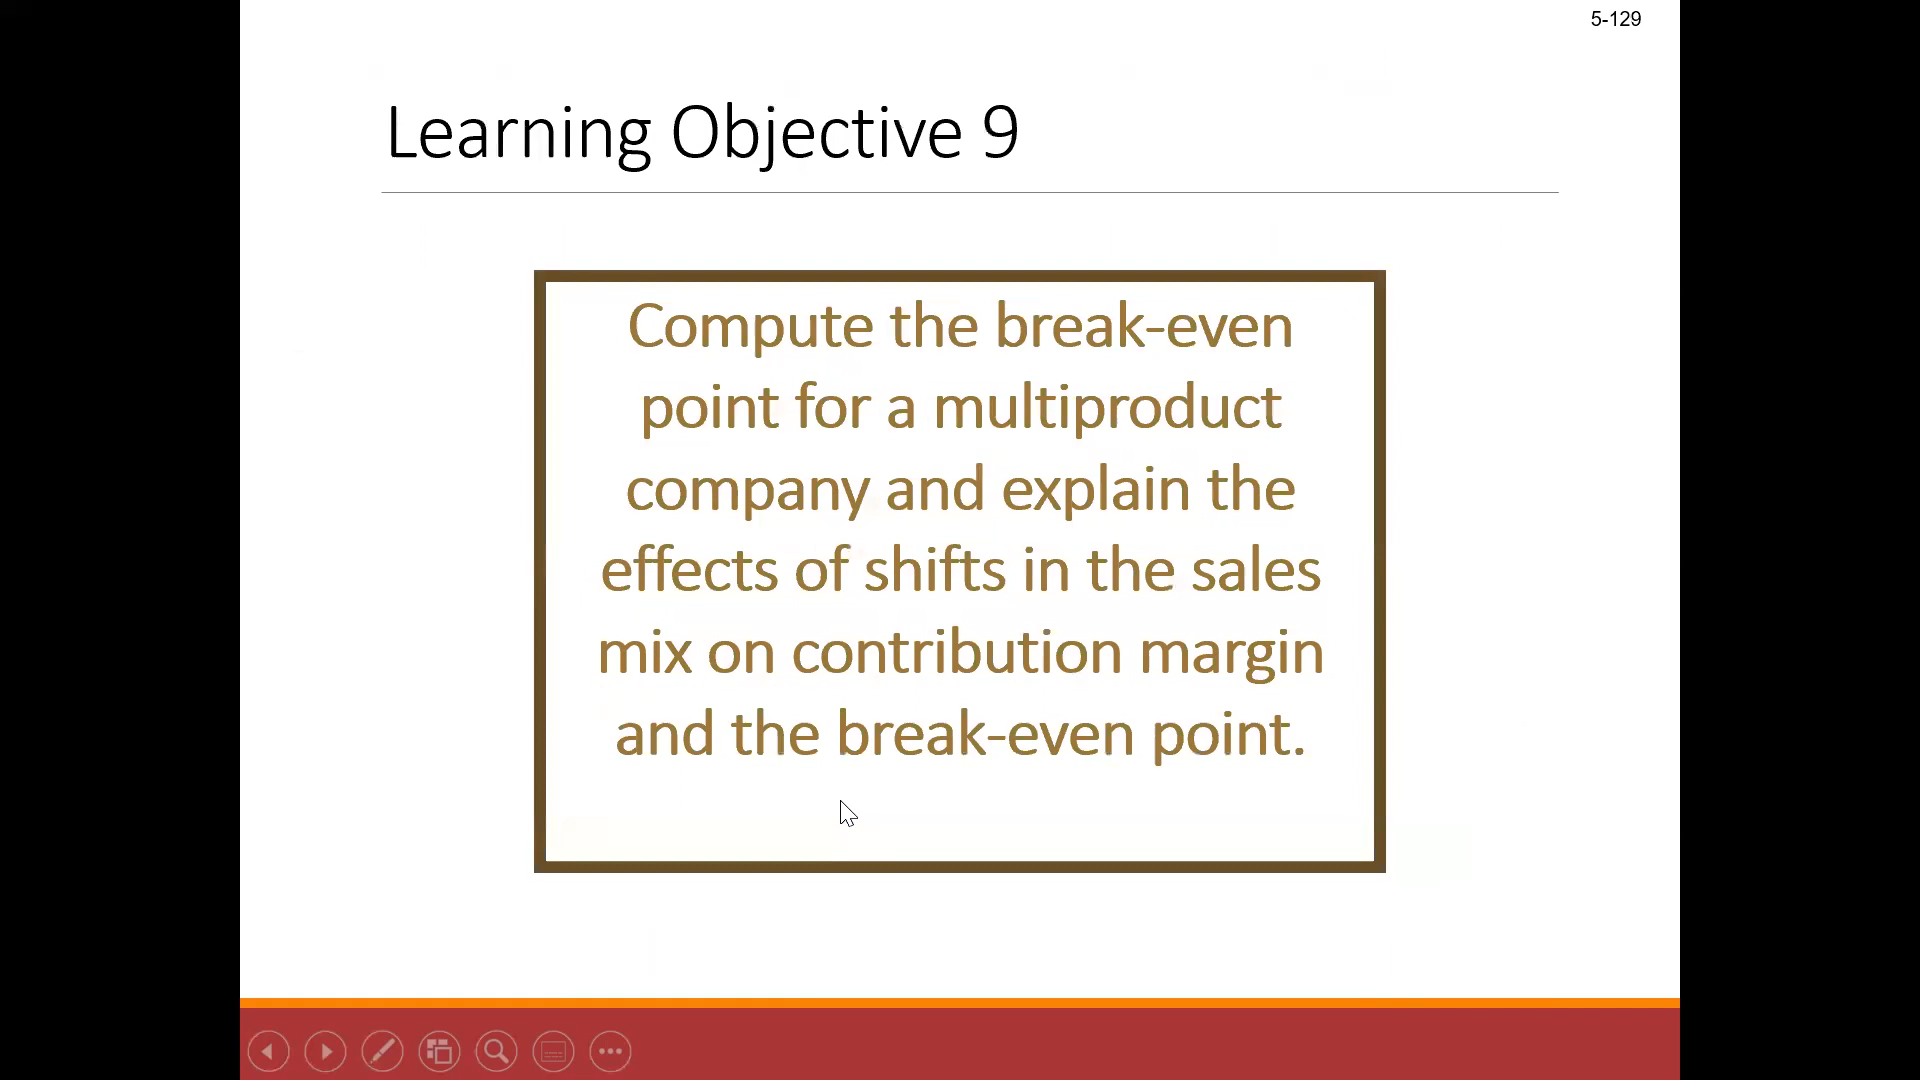 5-129
Learning Objective 9
Compute the break-even
point for a multiproduct
company and explain the
effects of shifts in the sales
mix on contribution margin
and the break-even point.